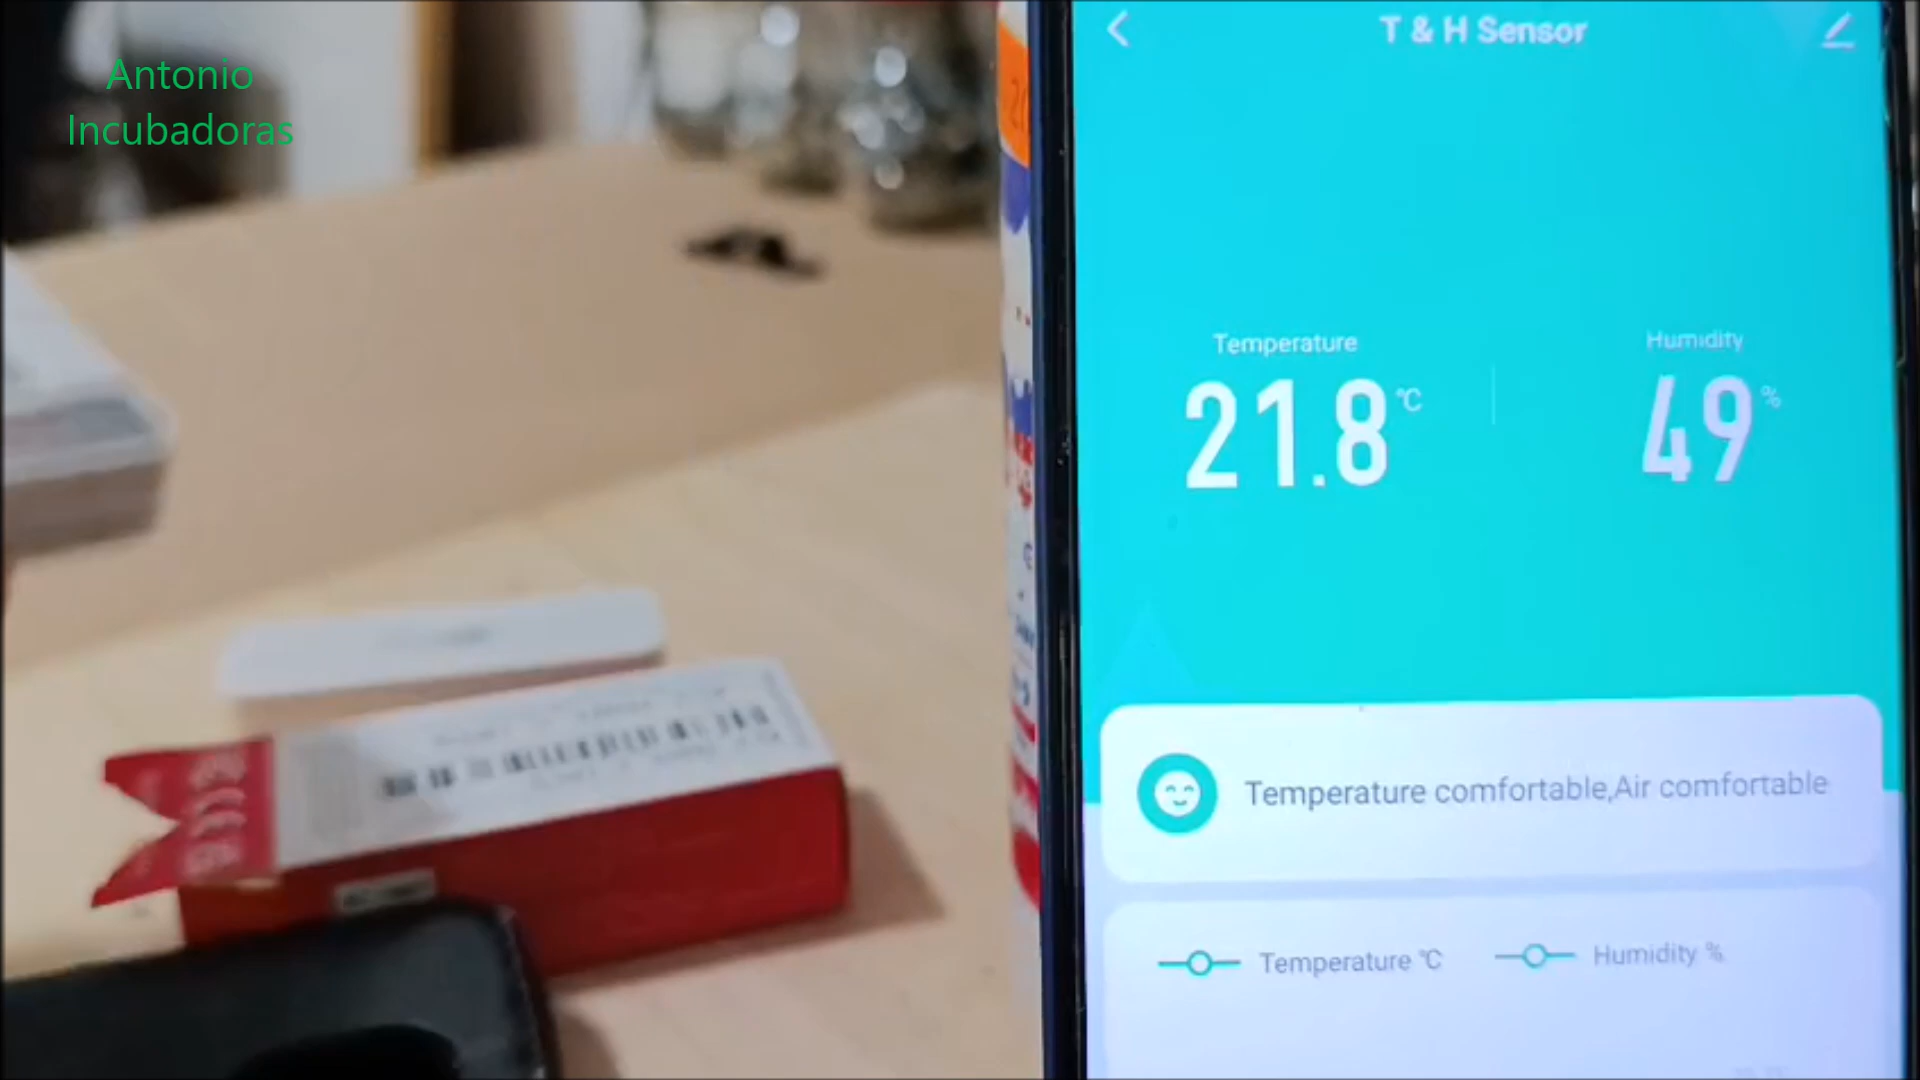 Antonio
Incubadoras
T & H Sensor
Temperature
Humidity
21.8 °C
49 %
Temperature comfortable,Air comfortable
Temperature °C
Humidity %